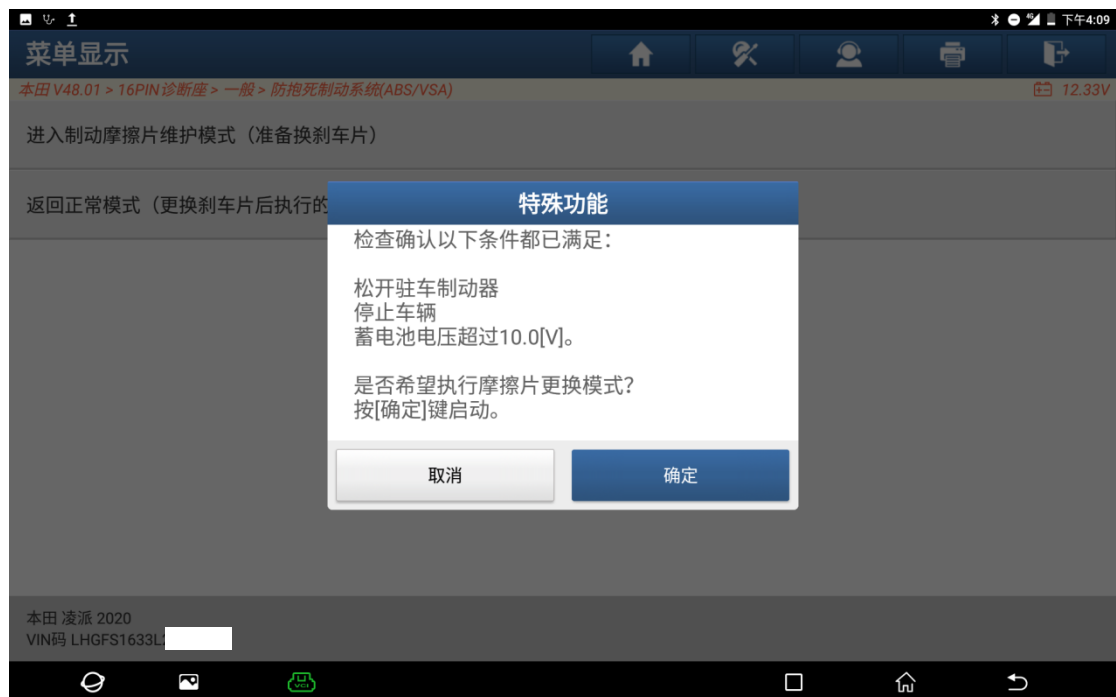 下午4:09
菜单显示
本田 V48.01 > 16PIN诊断座 > 一般 > 防抱死制动系统(ABS/VSA)
12.33V
进入制动摩擦片维护模式（准备换刹车片）
返回正常模式（更换刹车片后执行的
特殊功能
检查确认以下条件都已满足：
松开驻车制动器
停止车辆
蓄电池电压超过10.0[V]。
是否希望执行摩擦片更换模式？
按[确定]键启动。
取消
确定
本田 凌派 2020
VIN码 LHGFS1633L
VCI